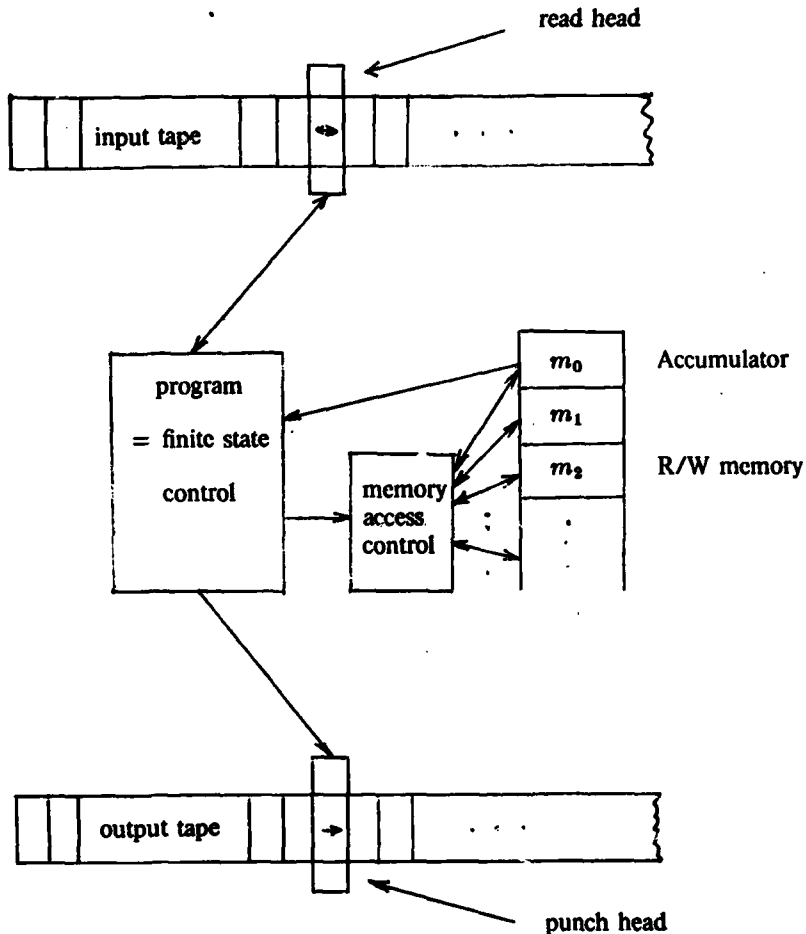 read head
input tape
. . .
m₀ Accumulator
program
m₁
= finite state
m₂ R/W memory
control
memory
access
control
output tape
. . .
punch head